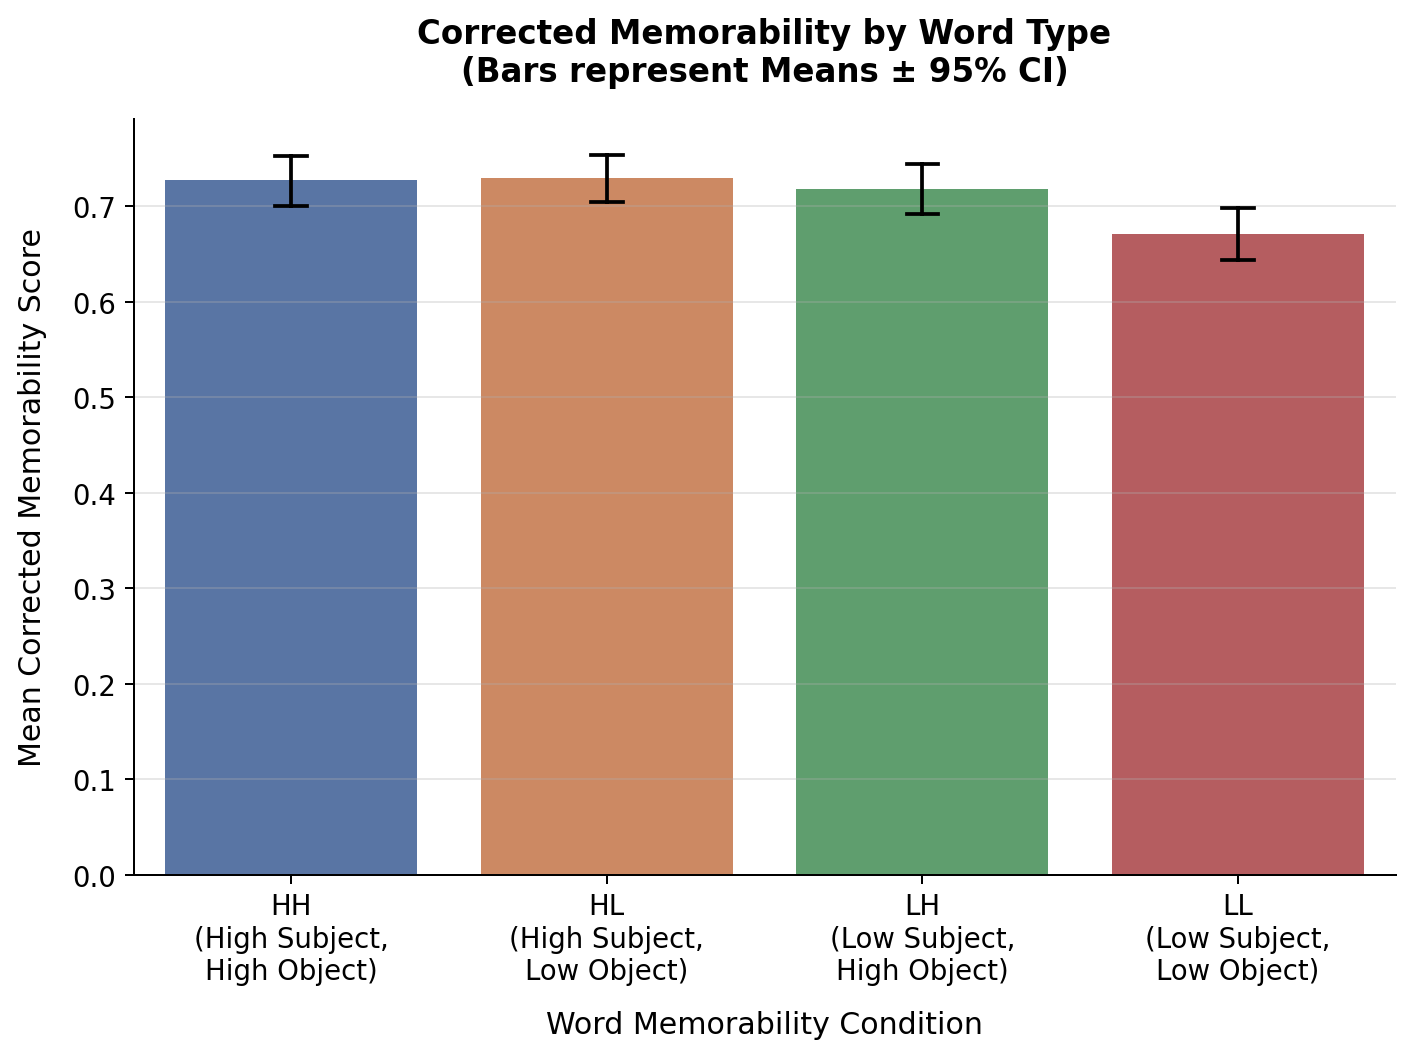 Corrected Memorability by Word Type
(Bars represent Means ± 95% CI)
Mean Corrected Memorability Score
0.7
0.6
0.5
0.4
0.3
0.2
0.1
0.0
HH
(High Subject,
High Object)
HL
(High Subject,
Low Object)
LH
(Low Subject,
High Object)
LL
(Low Subject,
Low Object)
Word Memorability Condition